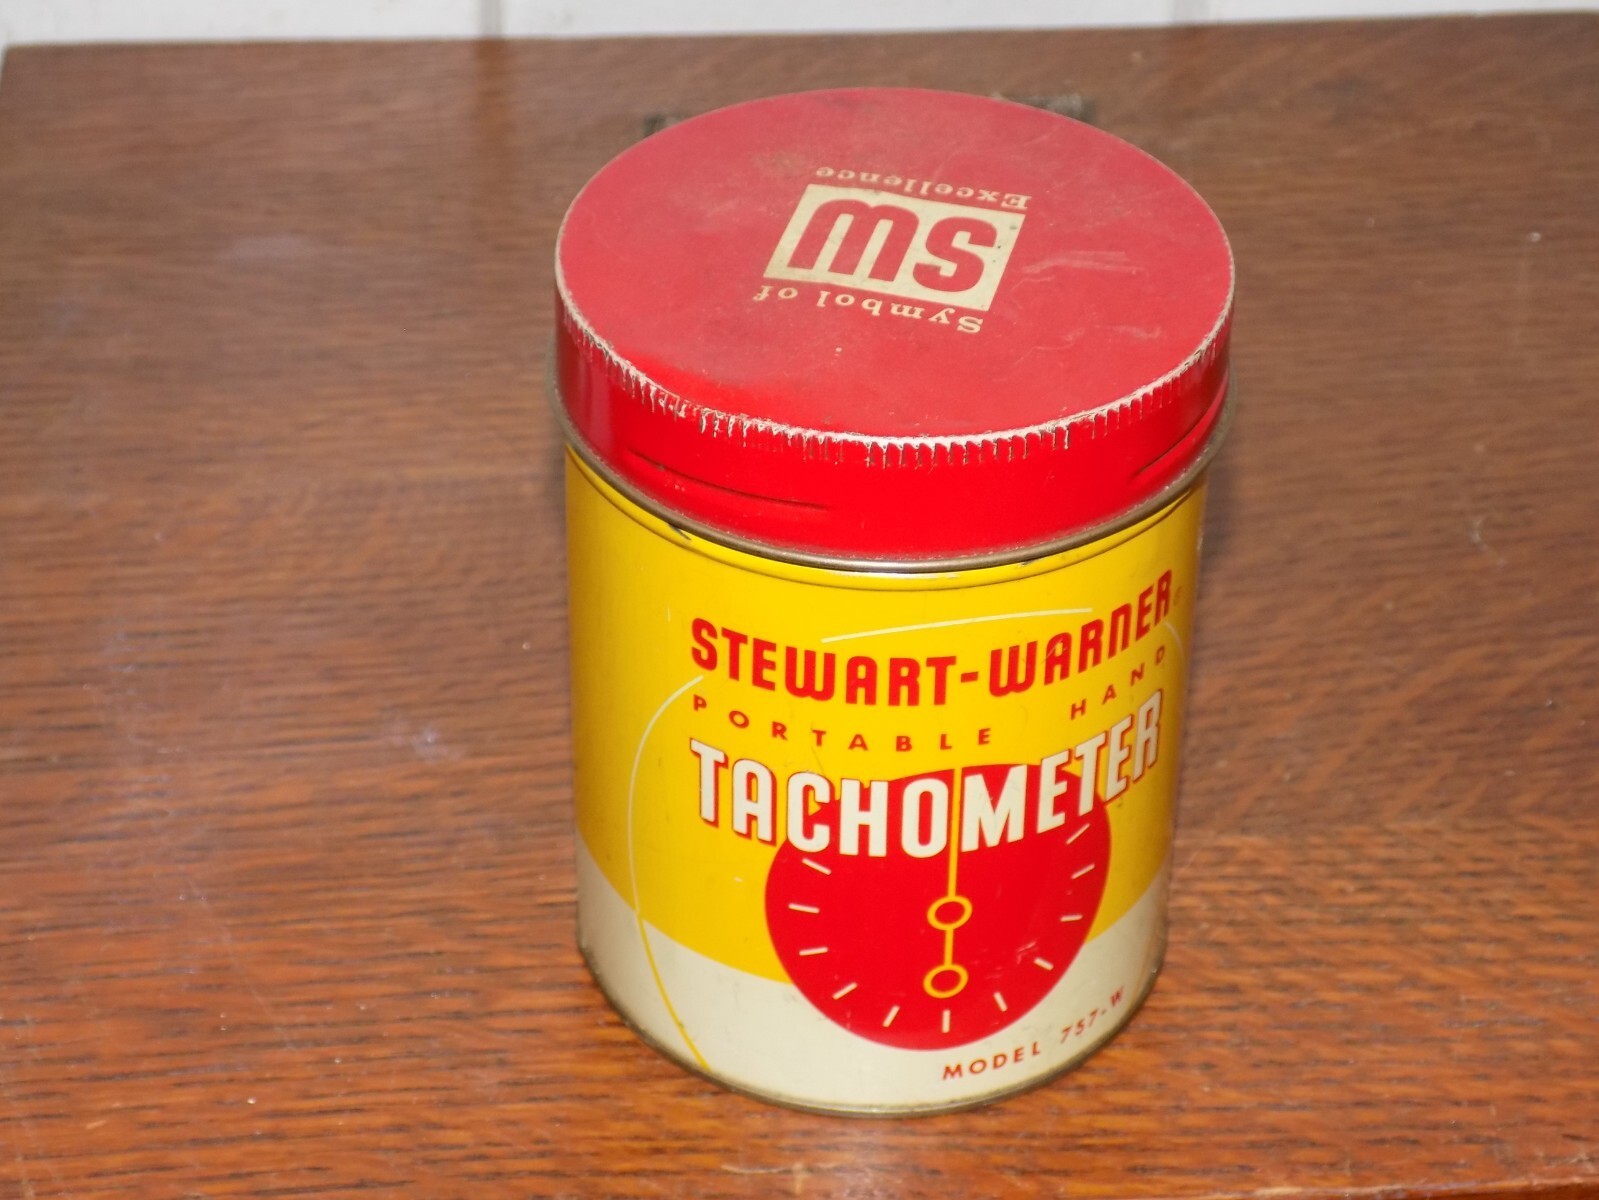 Symbol of
SW
Excellence
STEWART-WARNER®
PORTABLE HAND
TACHOMETER
MODEL 757-W